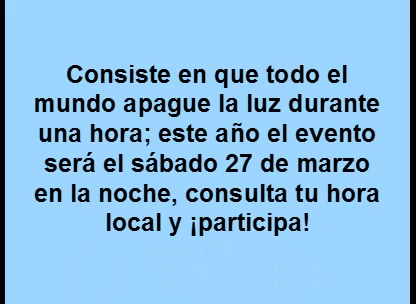 Consiste en que todo el
mundo apague la luz durante
una hora; este año el evento
será el sábado 27 de marzo
en la noche, consulta tu hora
local y ¡participa!